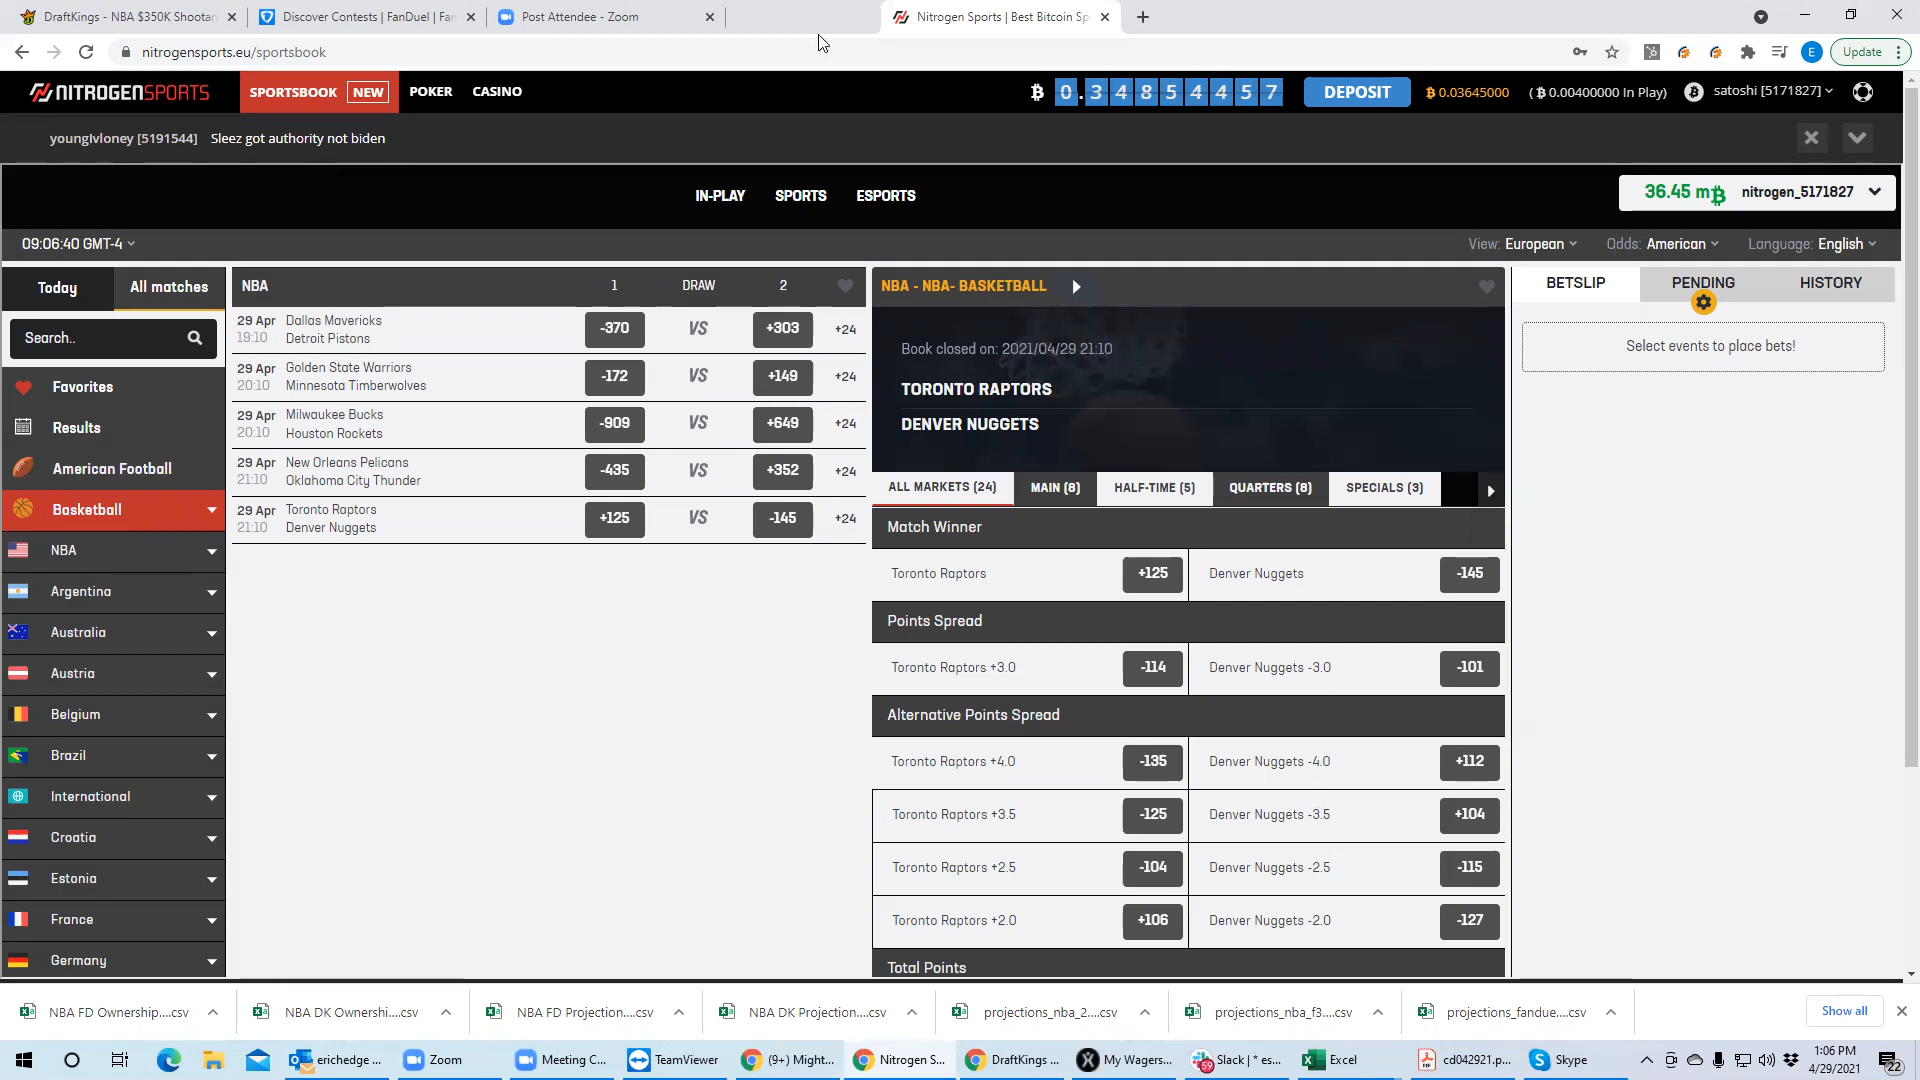 DraftKings - NBA $350K Shootar
Discover Contests | FanDuel | Fan
Post Attendee - Zoom
Nitrogen Sports | Best Bitcoin Sp
nitrogensports.eu/sportsbook
E
Update
NITROGENSPORTS
SPORTSBOOK NEW
POKER
CASINO
0.34854457
DEPOSIT
0.03645000
( 0.00400000 In Play)
satoshi [5171827]
youngIvloney [5191544] Sleez got authority not biden
IN-PLAY
SPORTS
ESPORTS
36.45 m
nitrogen_5171827
09:06:40 GMT-4
View: European
Odds: American
Language: English
Today
All matches
Search..
Favorites
Results
American Football
Basketball
NBA
Argentina
Australia
Austria
Belgium
Brazil
International
Croatia
Estonia
France
Germany
NBA 1 DRAW 2
29 Apr Dallas Mavericks
19:10 Detroit Pistons
-370 VS +303 +24
29 Apr Golden State Warriors
20:10 Minnesota Timberwolves
-172 VS +149 +24
29 Apr Milwaukee Bucks
20:10 Houston Rockets
-909 VS +649 +24
29 Apr New Orleans Pelicans
21:10 Oklahoma City Thunder
-435 VS +352 +24
29 Apr Toronto Raptors
21:10 Denver Nuggets
+125 VS -145 +24
NBA - NBA- BASKETBALL
Book closed on: 2021/04/29 21:10
TORONTO RAPTORS
DENVER NUGGETS
ALL MARKETS (24)
MAIN (8)
HALF-TIME (5)
QUARTERS (8)
SPECIALS (3)
Match Winner
Toronto Raptors +125 Denver Nuggets -145
Points Spread
Toronto Raptors +3.0 -114 Denver Nuggets -3.0 -101
Alternative Points Spread
Toronto Raptors +4.0 -135 Denver Nuggets -4.0 +112
Toronto Raptors +3.5 -125 Denver Nuggets -3.5 +104
Toronto Raptors +2.5 -104 Denver Nuggets -2.5 -115
Toronto Raptors +2.0 +106 Denver Nuggets -2.0 -127
Total Points
BETSLIP
PENDING
HISTORY
Select events to place bets!
NBA FD Ownership....csv
NBA DK Ownershi....csv
NBA FD Projection....csv
NBA DK Projection....csv
projections_nba_2....csv
projections_nba_f3....csv
projections_fandue....csv
Show all
erichedge ...
Zoom
Meeting C...
TeamViewer
(9+) Might...
Nitrogen S...
DraftKings ...
My Wagers...
59
Slack | * es...
Excel
cd042921.p...
Skype
1:06 PM
4/29/2021
22